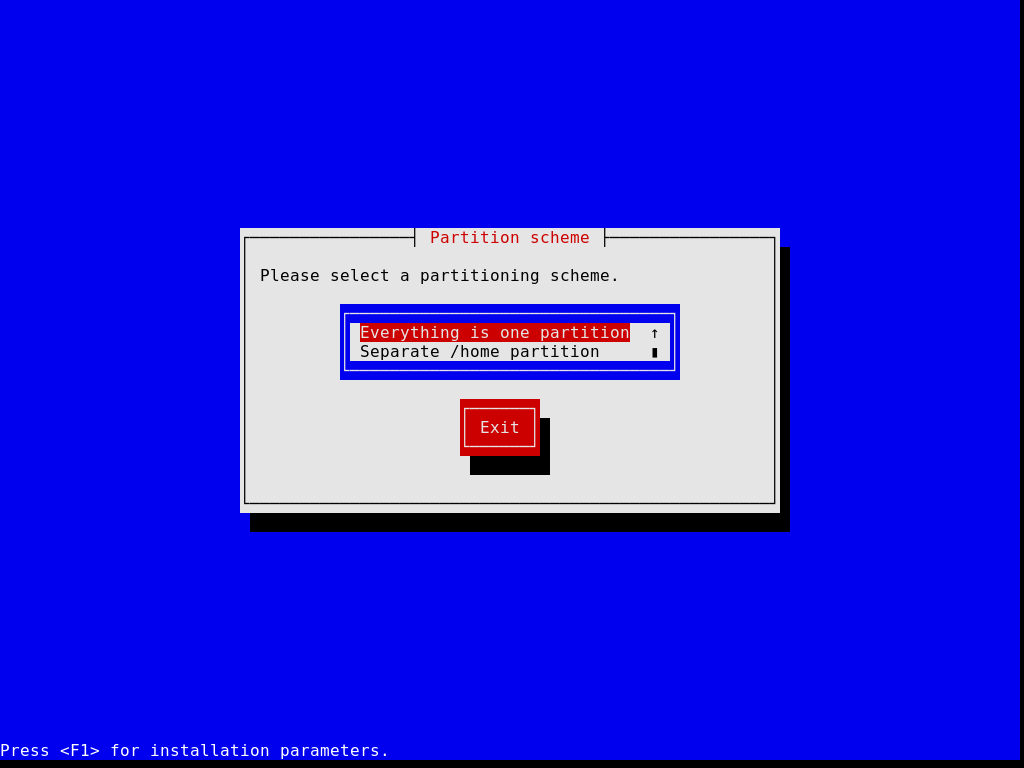 Partition scheme
Please select a partitioning scheme.
Everything is one partition ↑
Separate /home partition ▮
Exit
Press <F1> for installation parameters.